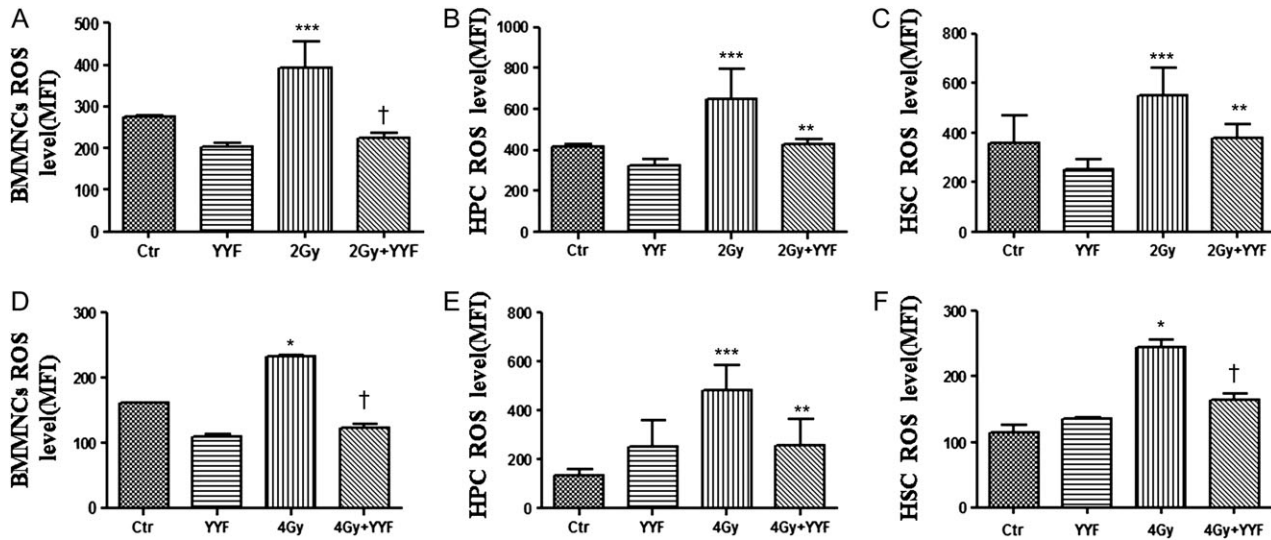 A
BMMNCs ROS
level(MFI)
500
400
300
200
100
0
***
†
Ctr YYF 2Gy 2Gy+YYF
B
HPC ROS level(MFI)
1000
800
600
400
200
0
***
**
Ctr YYF 2Gy 2Gy+YYF
C
HSC ROS level(MFI)
800
600
400
200
0
***
**
Ctr YYF 2Gy 2Gy+YYF
D
BMMNCs ROS
level(MFI)
300
200
100
0
*
†
Ctr YYF 4Gy 4Gy+YYF
E
HPC ROS level(MFI)
800
600
400
200
0
***
**
Ctr YYF 4Gy 4Gy+YYF
F
HSC ROS level(MFI)
300
200
100
0
*
†
Ctr YYF 4Gy 4Gy+YYF